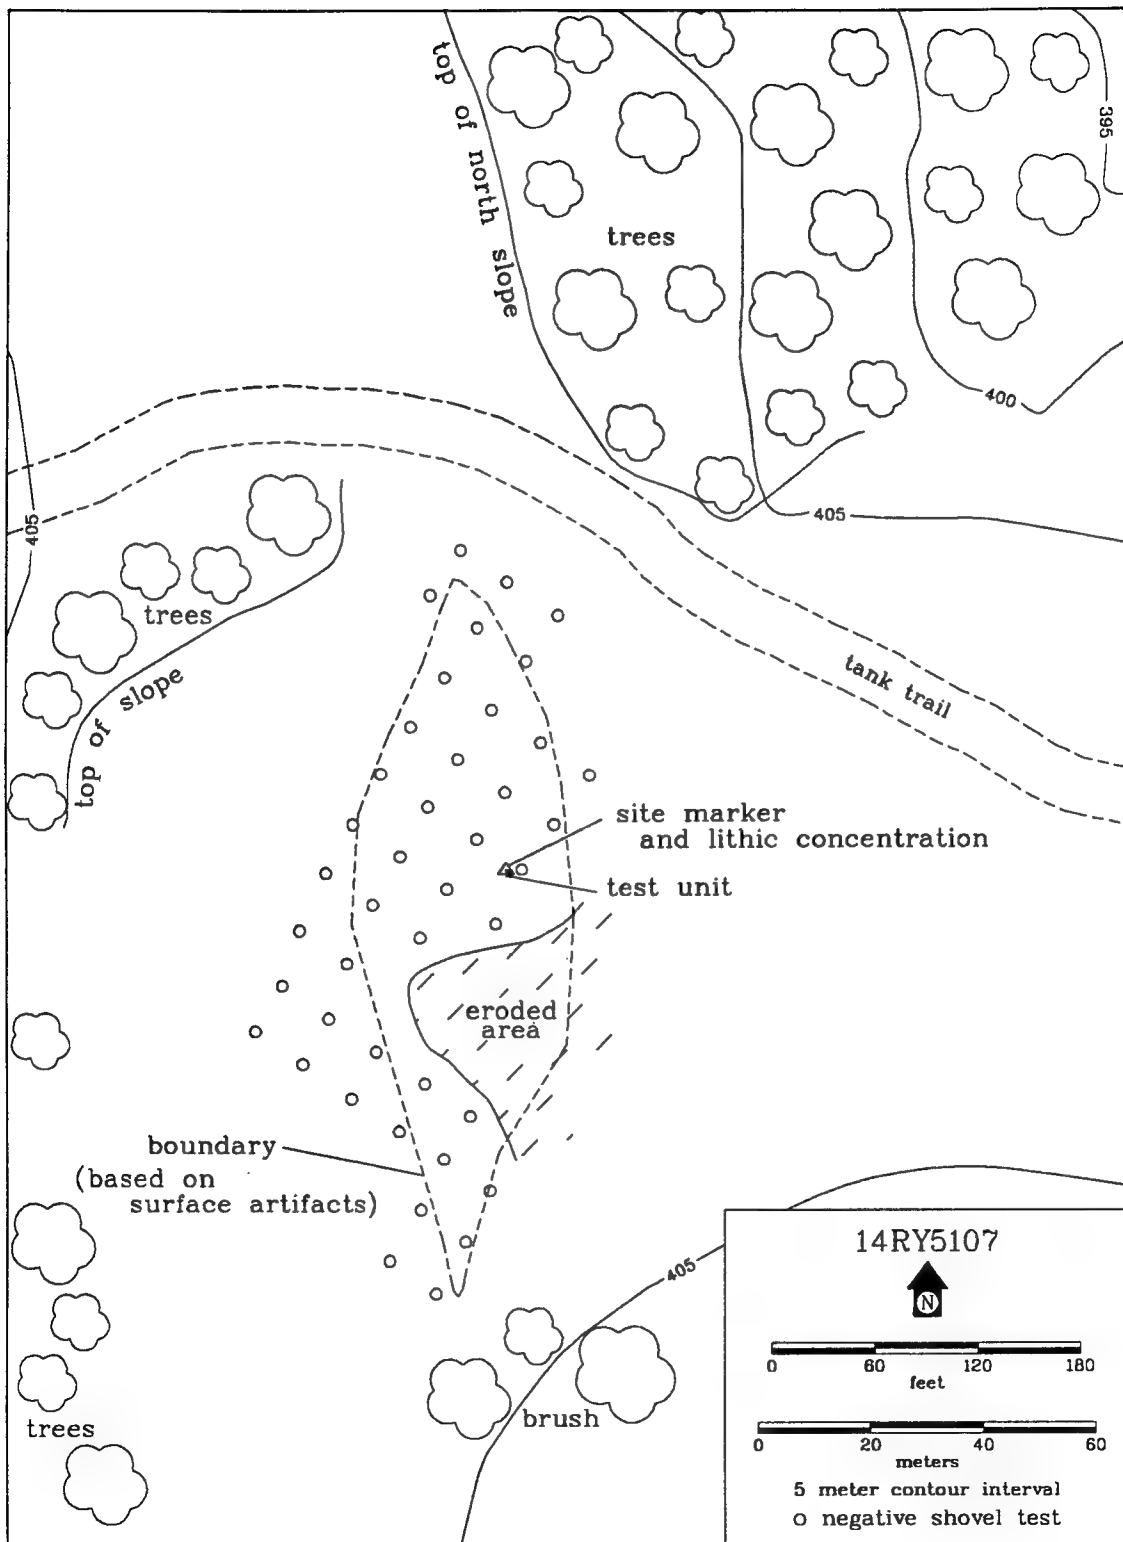 top of north slope
395
trees
400
405
405
trees
top of slope
tank trail
site marker
and lithic concentration
test unit
eroded
area
boundary
(based on
surface artifacts)
405
trees
brush
14RY5107
N
0 60 120 180
feet
0 20 40 60
meters
5 meter contour interval
o negative shovel test